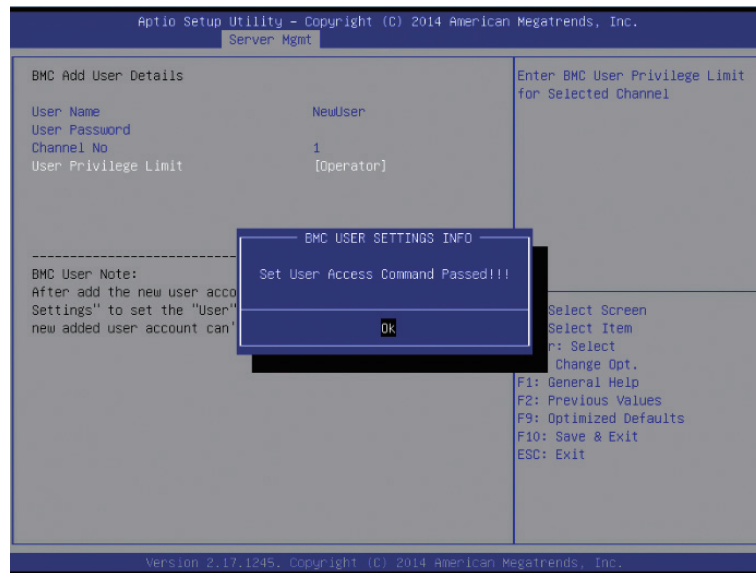 Aptio Setup Utility – Copyright (C) 2014 American Megatrends, Inc.
Server Mgmt
BMC Add User Details
User Name NewUser
User Password
Channel No 1
User Privilege Limit [Operator]
BMC User Note:
After add the new user acco
Settings" to set the "User"
new added user account can'
BMC USER SETTINGS INFO
Set User Access Command Passed!!!
Ok
Enter BMC User Privilege Limit
for Selected Channel
Select Screen
Select Item
r: Select
Change Opt.
F1: General Help
F2: Previous Values
F9: Optimized Defaults
F10: Save & Exit
ESC: Exit
Version 2.17.1245. Copyright (C) 2014 American Megatrends, Inc.